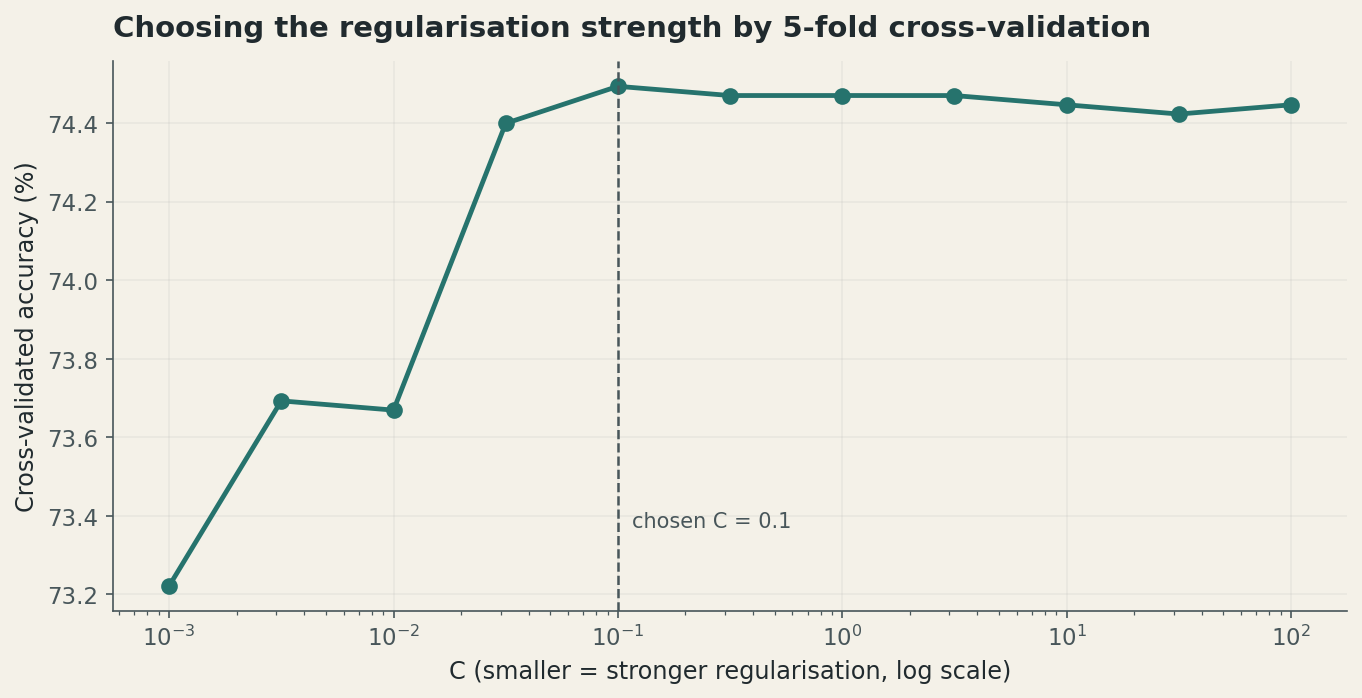 Choosing the regularisation strength by 5-fold cross-validation
Cross-validated accuracy (%)
74.4
74.2
74.0
73.8
73.6
73.4
73.2
chosen C = 0.1
10⁻³ 10⁻² 10⁻¹ 10⁰ 10¹ 10²
C (smaller = stronger regularisation, log scale)